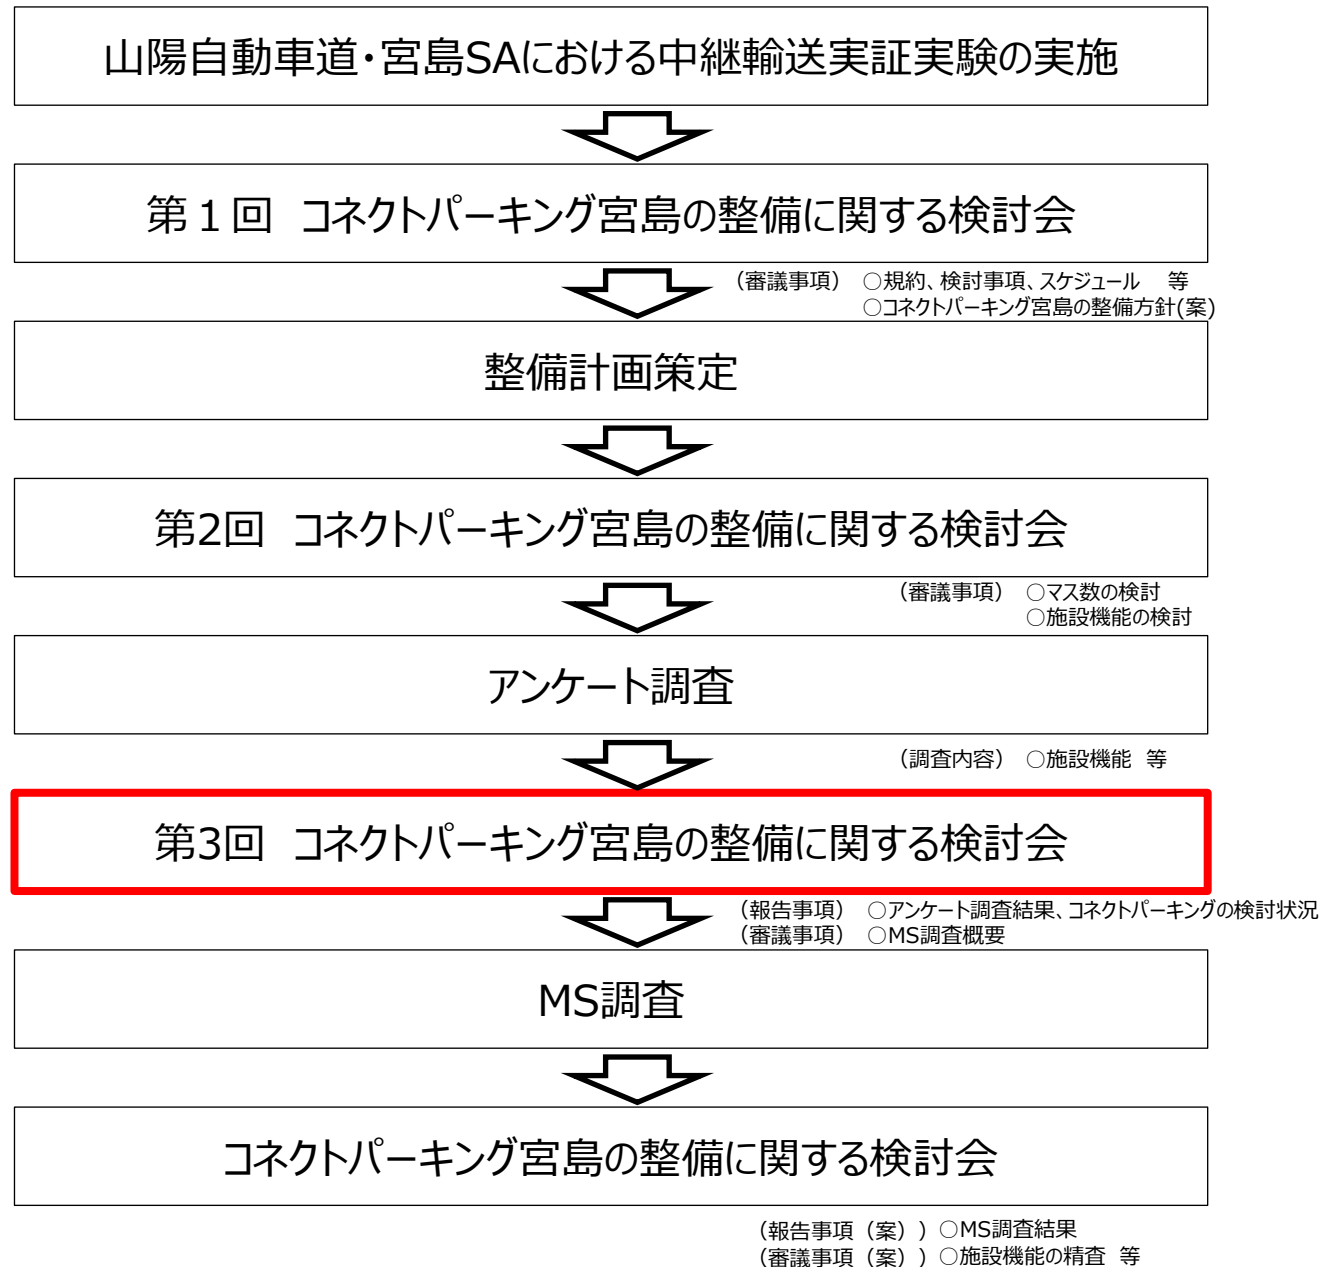 山陽自動車道・宮島SAにおける中継輸送実証実験の実施
第１回　コネクトパーキング宮島の整備に関する検討会
（審議事項）　○規約、検討事項、スケジュール　等
○コネクトパーキング宮島の整備方針(案)
整備計画策定
第2回　コネクトパーキング宮島の整備に関する検討会
（審議事項）　○マス数の検討
○施設機能の検討
アンケート調査
（調査内容）　○施設機能　等
第3回　コネクトパーキング宮島の整備に関する検討会
（報告事項）　○アンケート調査結果、コネクトパーキングの検討状況
（審議事項）　○MS調査概要
MS調査
コネクトパーキング宮島の整備に関する検討会
（報告事項（案））○MS調査結果
（審議事項（案））○施設機能の精査　等